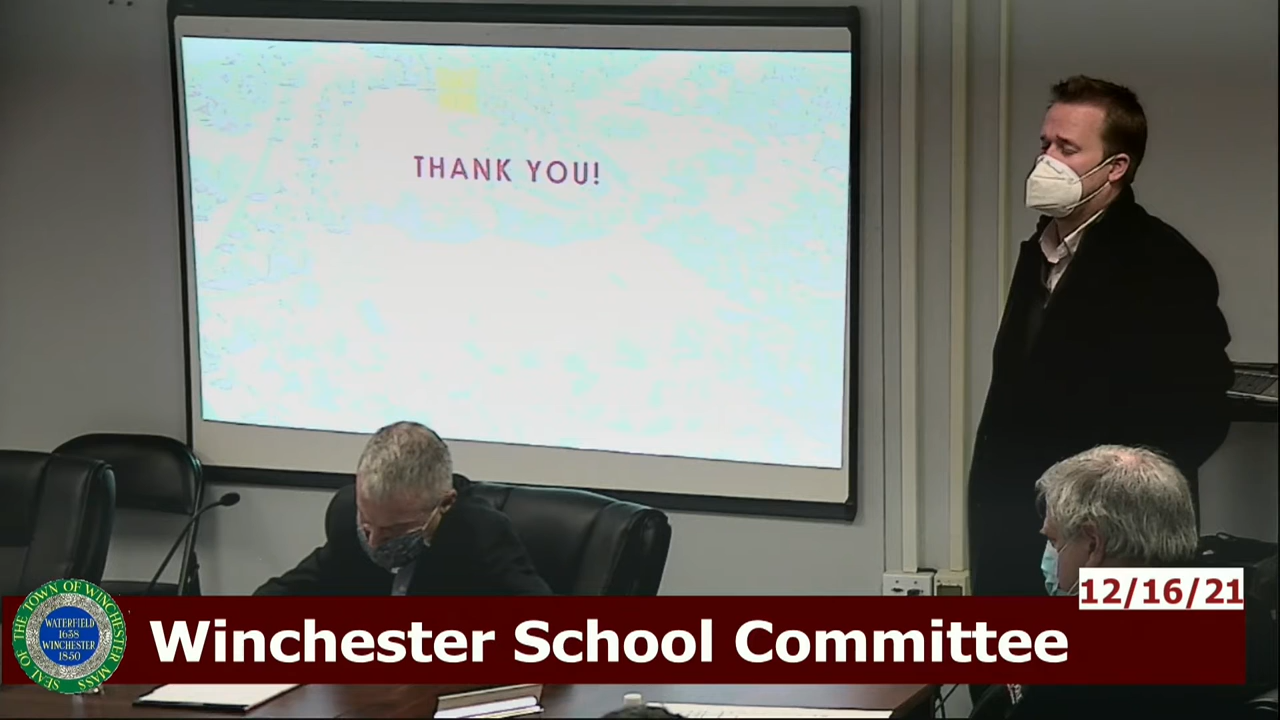 THANK YOU!
12/16/21
Winchester School Committee
SEAL OF THE TOWN OF WINCHESTER MASS.
WATERFIELD
1638
WINCHESTER
1850